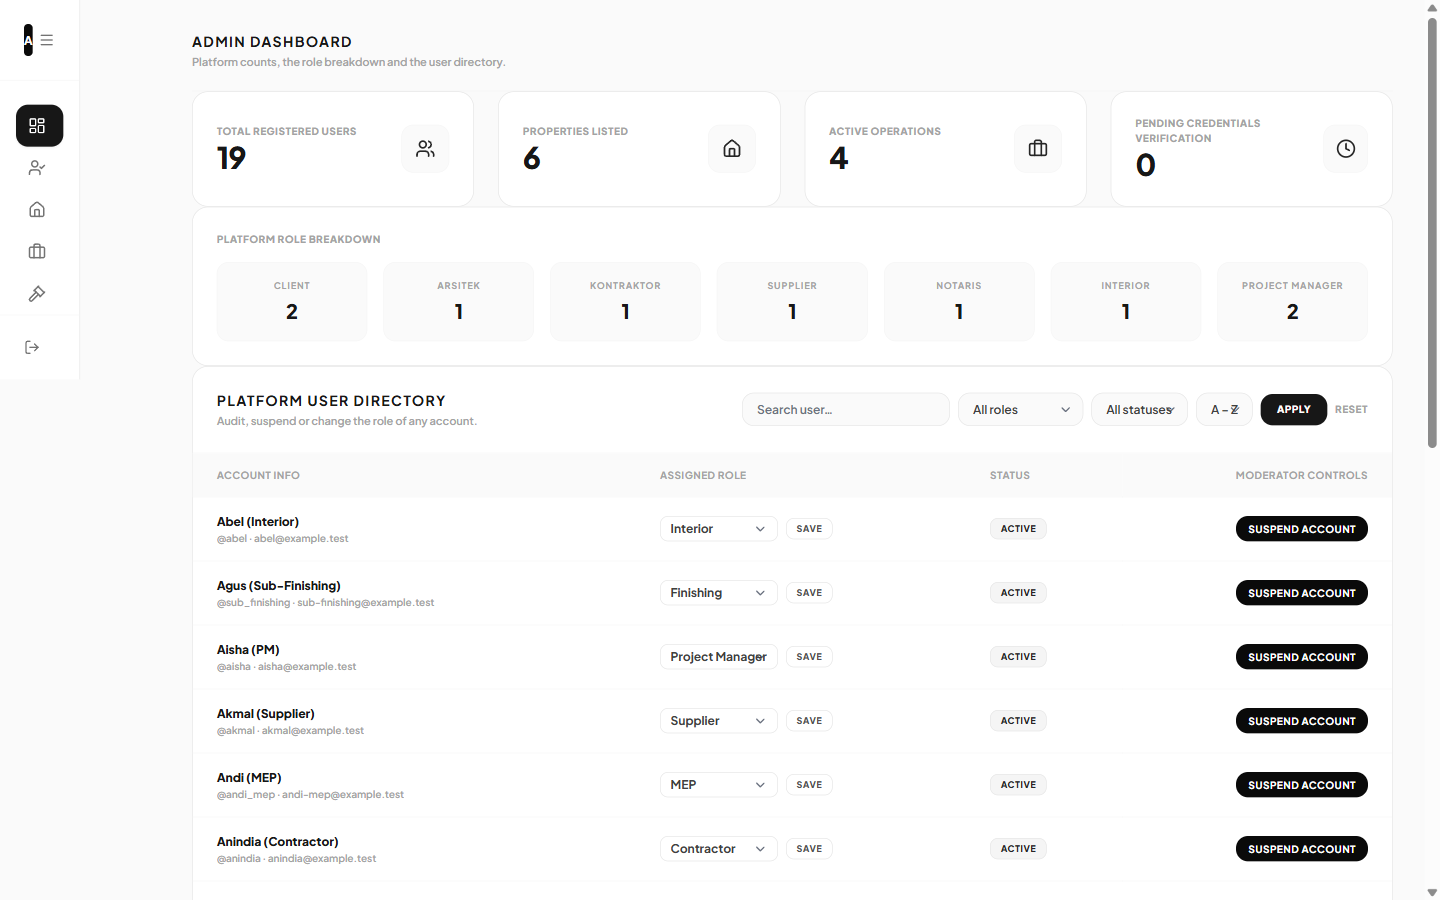 A
ADMIN DASHBOARD
Platform counts, the role breakdown and the user directory.
TOTAL REGISTERED USERS
19
PROPERTIES LISTED
6
ACTIVE OPERATIONS
4
PENDING CREDENTIALS
VERIFICATION
0
PLATFORM ROLE BREAKDOWN
CLIENT
2
ARSITEK
1
KONTRAKTOR
1
SUPPLIER
1
NOTARIS
1
INTERIOR
1
PROJECT MANAGER
2
PLATFORM USER DIRECTORY
Audit, suspend or change the role of any account.
Search user...
All roles
All statuses
A – Z
APPLY
RESET
ACCOUNT INFO ASSIGNED ROLE STATUS MODERATOR CONTROLS
Abel (Interior)
@abel · abel@example.test
Interior SAVE ACTIVE SUSPEND ACCOUNT
Agus (Sub-Finishing)
@sub_finishing · sub-finishing@example.test
Finishing SAVE ACTIVE SUSPEND ACCOUNT
Aisha (PM)
@aisha · aisha@example.test
Project Manager SAVE ACTIVE SUSPEND ACCOUNT
Akmal (Supplier)
@akmal · akmal@example.test
Supplier SAVE ACTIVE SUSPEND ACCOUNT
Andi (MEP)
@andi_mep · andi-mep@example.test
MEP SAVE ACTIVE SUSPEND ACCOUNT
Anindia (Contractor)
@anindia · anindia@example.test
Contractor SAVE ACTIVE SUSPEND ACCOUNT